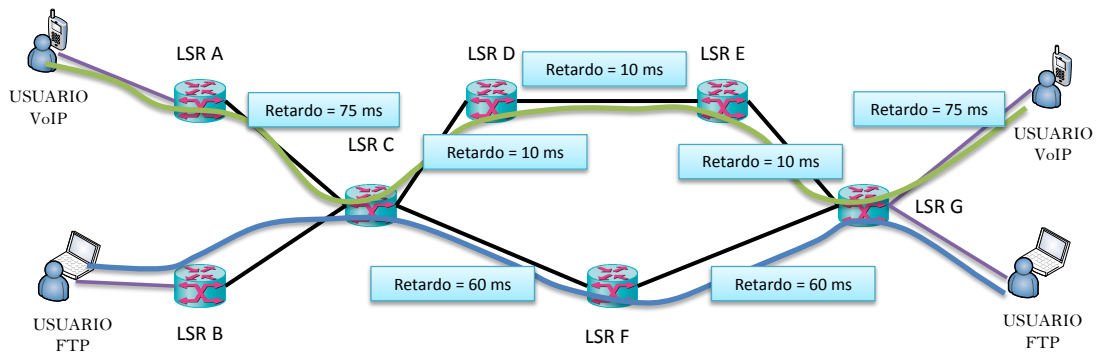 LSR A
LSR D
Retardo = 10 ms
LSR E
USUARIO
VoIP
Retardo = 75 ms
Retardo = 75 ms
USUARIO
VoIP
LSR C
Retardo = 10 ms
Retardo = 10 ms
LSR G
Retardo = 60 ms
Retardo = 60 ms
USUARIO
FTP
LSR B
LSR F
USUARIO
FTP